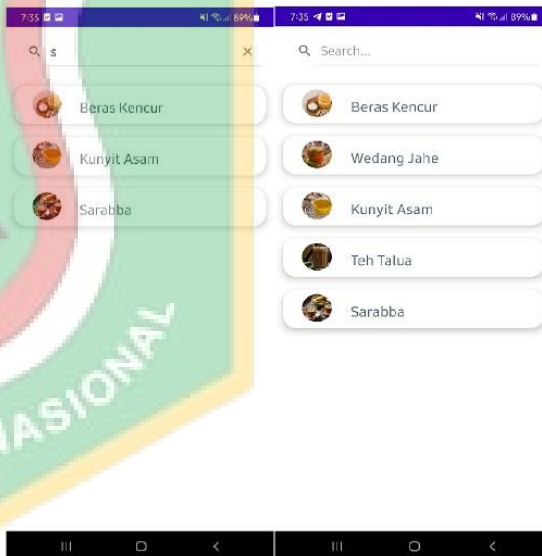 7:35
89%
s
Beras Kencur
Kunyit Asam
Sarabba
NASIONAL
7:35
89%
Search...
Beras Kencur
Wedang Jahe
Kunyit Asam
Teh Talua
Sarabba